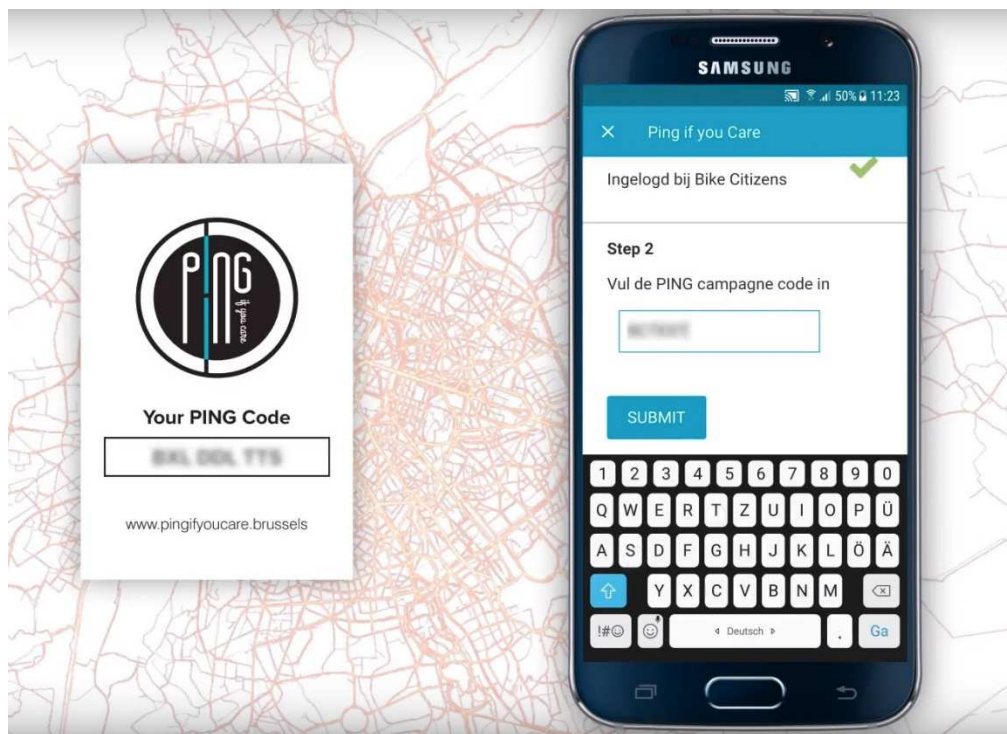 PING
if you care
Your PING Code
www.pingifyoucare.brussels
SAMSUNG
50% 11:23
× Ping if you Care
Ingelogd bij Bike Citizens
Step 2
Vul de PING campagne code in
SUBMIT
1 2 3 4 5 6 7 8 9 0
Q W E R T Z U I O P Ü
A S D F G H J K L Ö Ä
Y X C V B N M
!#☺ Deutsch . Ga